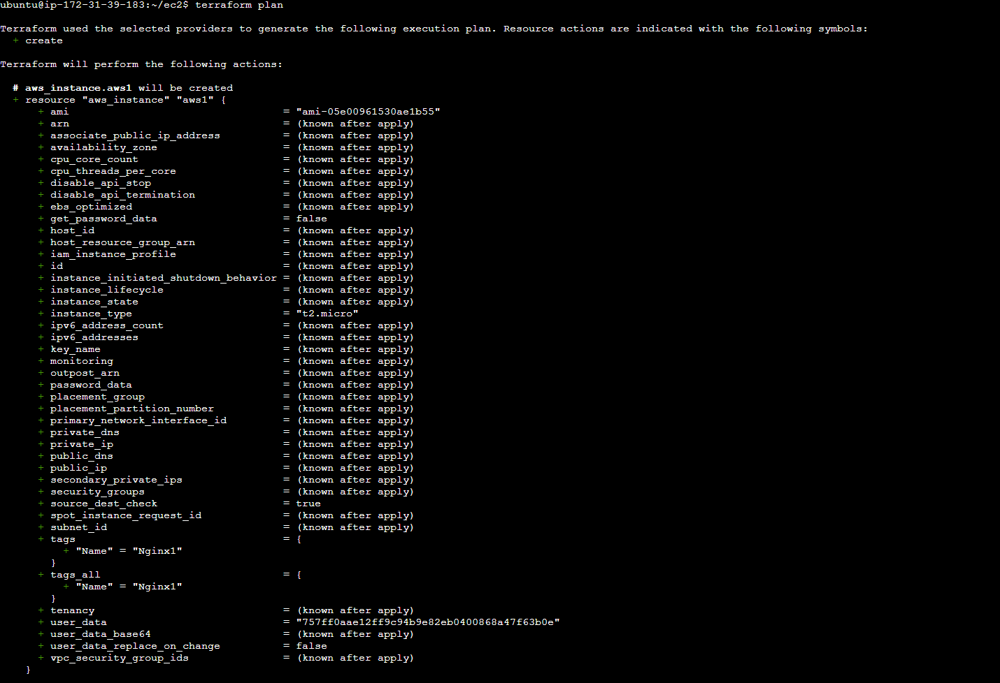 ubuntu@ip-172-31-39-183:~/ec2$ terraform plan
Terraform used the selected providers to generate the following execution plan. Resource actions are indicated with the following symbols:
  + create
Terraform will perform the following actions:
  # aws_instance.aws1 will be created
  + resource "aws_instance" "aws1" {
      + ami                                  = "ami-05e00961530ae1b55"
      + arn                                  = (known after apply)
      + associate_public_ip_address          = (known after apply)
      + availability_zone                    = (known after apply)
      + cpu_core_count                       = (known after apply)
      + cpu_threads_per_core                 = (known after apply)
      + disable_api_stop                     = (known after apply)
      + disable_api_termination              = (known after apply)
      + ebs_optimized                        = (known after apply)
      + get_password_data                    = false
      + host_id                              = (known after apply)
      + host_resource_group_arn              = (known after apply)
      + iam_instance_profile                 = (known after apply)
      + id                                   = (known after apply)
      + instance_initiated_shutdown_behavior = (known after apply)
      + instance_lifecycle                   = (known after apply)
      + instance_state                       = (known after apply)
      + instance_type                        = "t2.micro"
      + ipv6_address_count                   = (known after apply)
      + ipv6_addresses                       = (known after apply)
      + key_name                             = (known after apply)
      + monitoring                           = (known after apply)
      + outpost_arn                          = (known after apply)
      + password_data                        = (known after apply)
      + placement_group                      = (known after apply)
      + placement_partition_number           = (known after apply)
      + primary_network_interface_id         = (known after apply)
      + private_dns                          = (known after apply)
      + private_ip                           = (known after apply)
      + public_dns                           = (known after apply)
      + public_ip                            = (known after apply)
      + secondary_private_ips                = (known after apply)
      + security_groups                      = (known after apply)
      + source_dest_check                    = true
      + spot_instance_request_id             = (known after apply)
      + subnet_id                            = (known after apply)
      + tags                                 = {
          + "Name" = "Nginx1"
        }
      + tags_all                             = {
          + "Name" = "Nginx1"
        }
      + tenancy                              = (known after apply)
      + user_data                            = "757ff0aae12ff9c94b9e82eb0400868a47f63b0e"
      + user_data_base64                     = (known after apply)
      + user_data_replace_on_change          = false
      + vpc_security_group_ids               = (known after apply)
    }